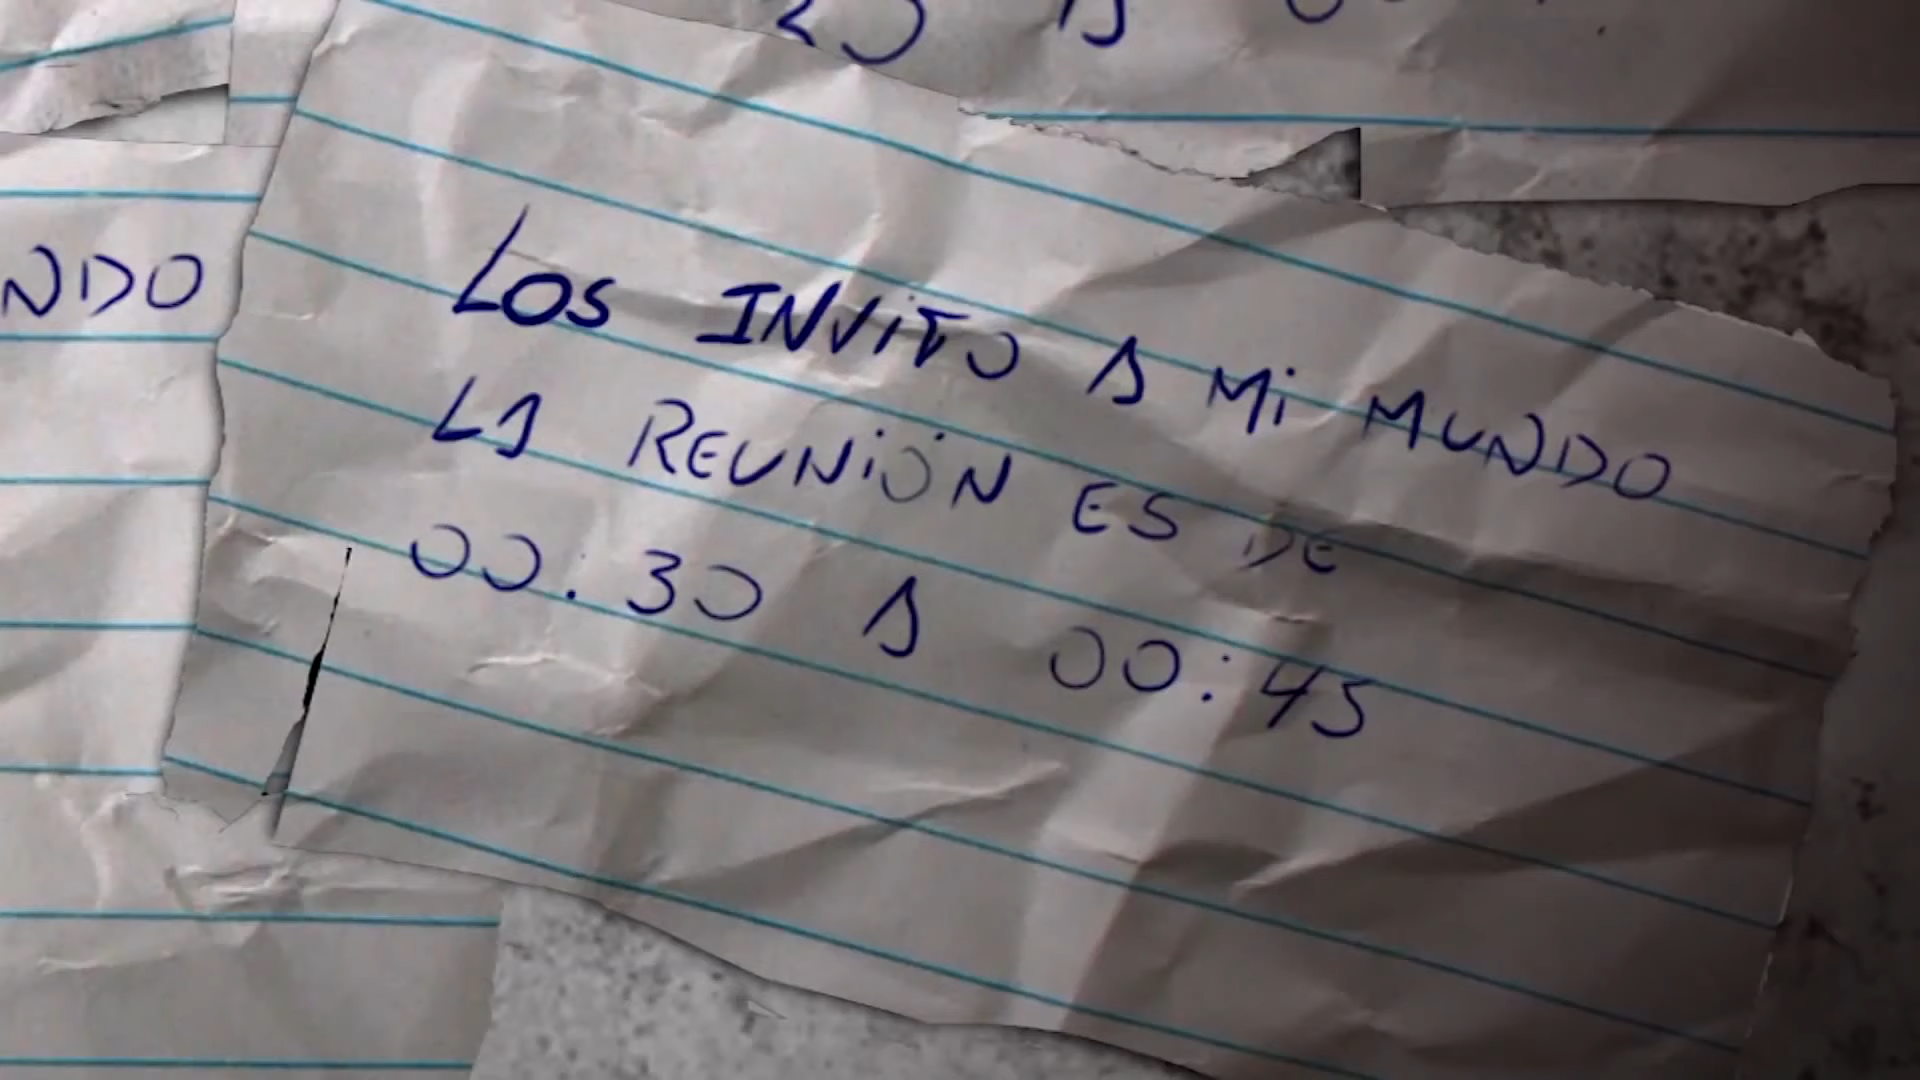 NDO
LOS INVITO A Mi MUNDO
LA REUNiÓN ES DE
00.30 A 00:45